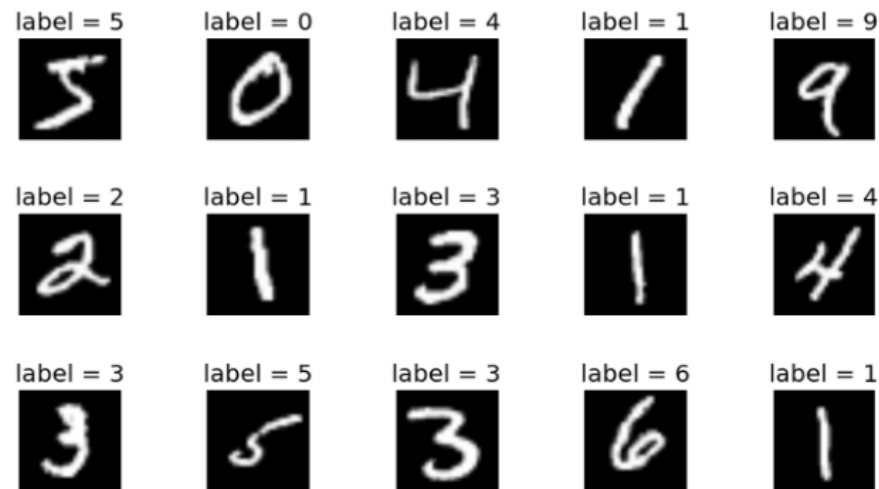 label = 5 label = 0 label = 4 label = 1 label = 9
5 0 4 1 9
label = 2 label = 1 label = 3 label = 1 label = 4
2 1 3 1 4
label = 3 label = 5 label = 3 label = 6 label = 1
3 5 3 6 1